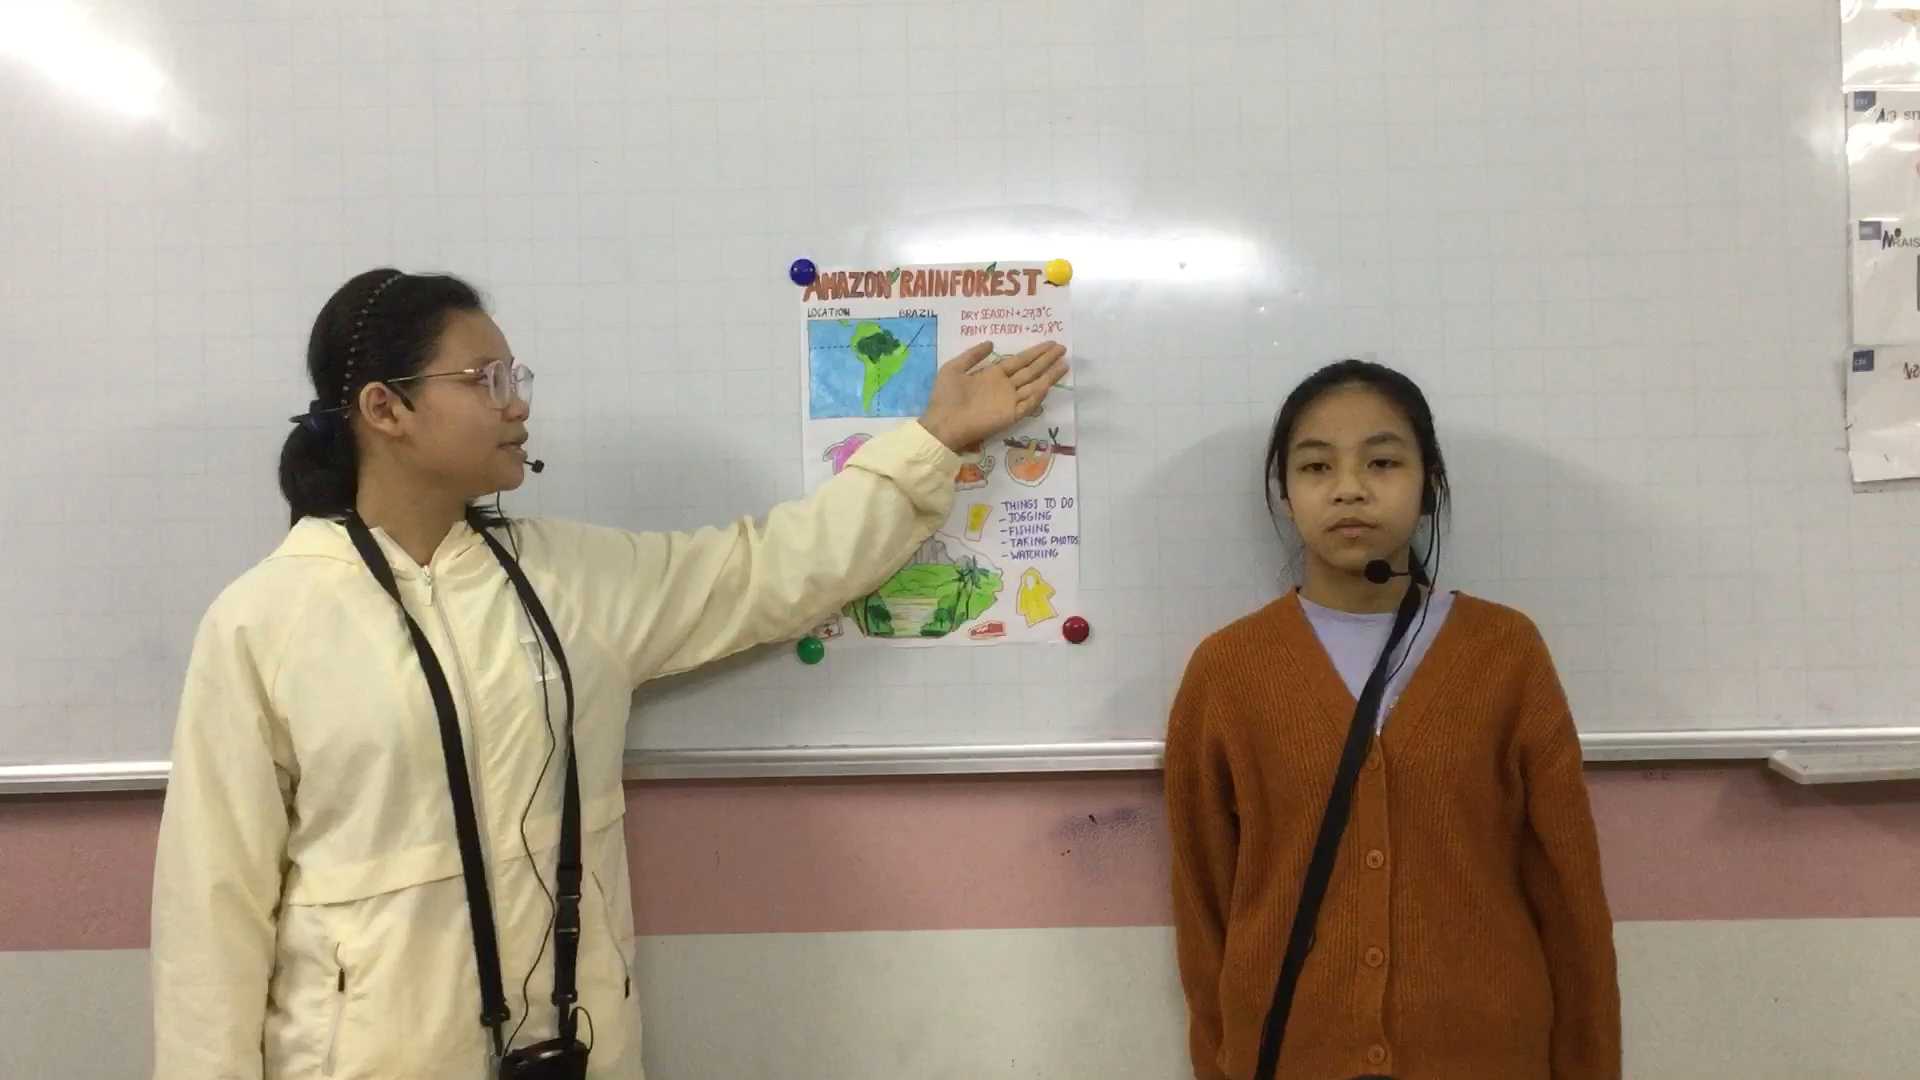 AMAZON RAINFOREST
LOCATION BRAZIL
DRY SEASON + 27,9°C
RAINY SEASON + 25,8°C
THINGS TO DO
- JOGGING
- FISHING
- TAKING PHOTOS
- WATCHING